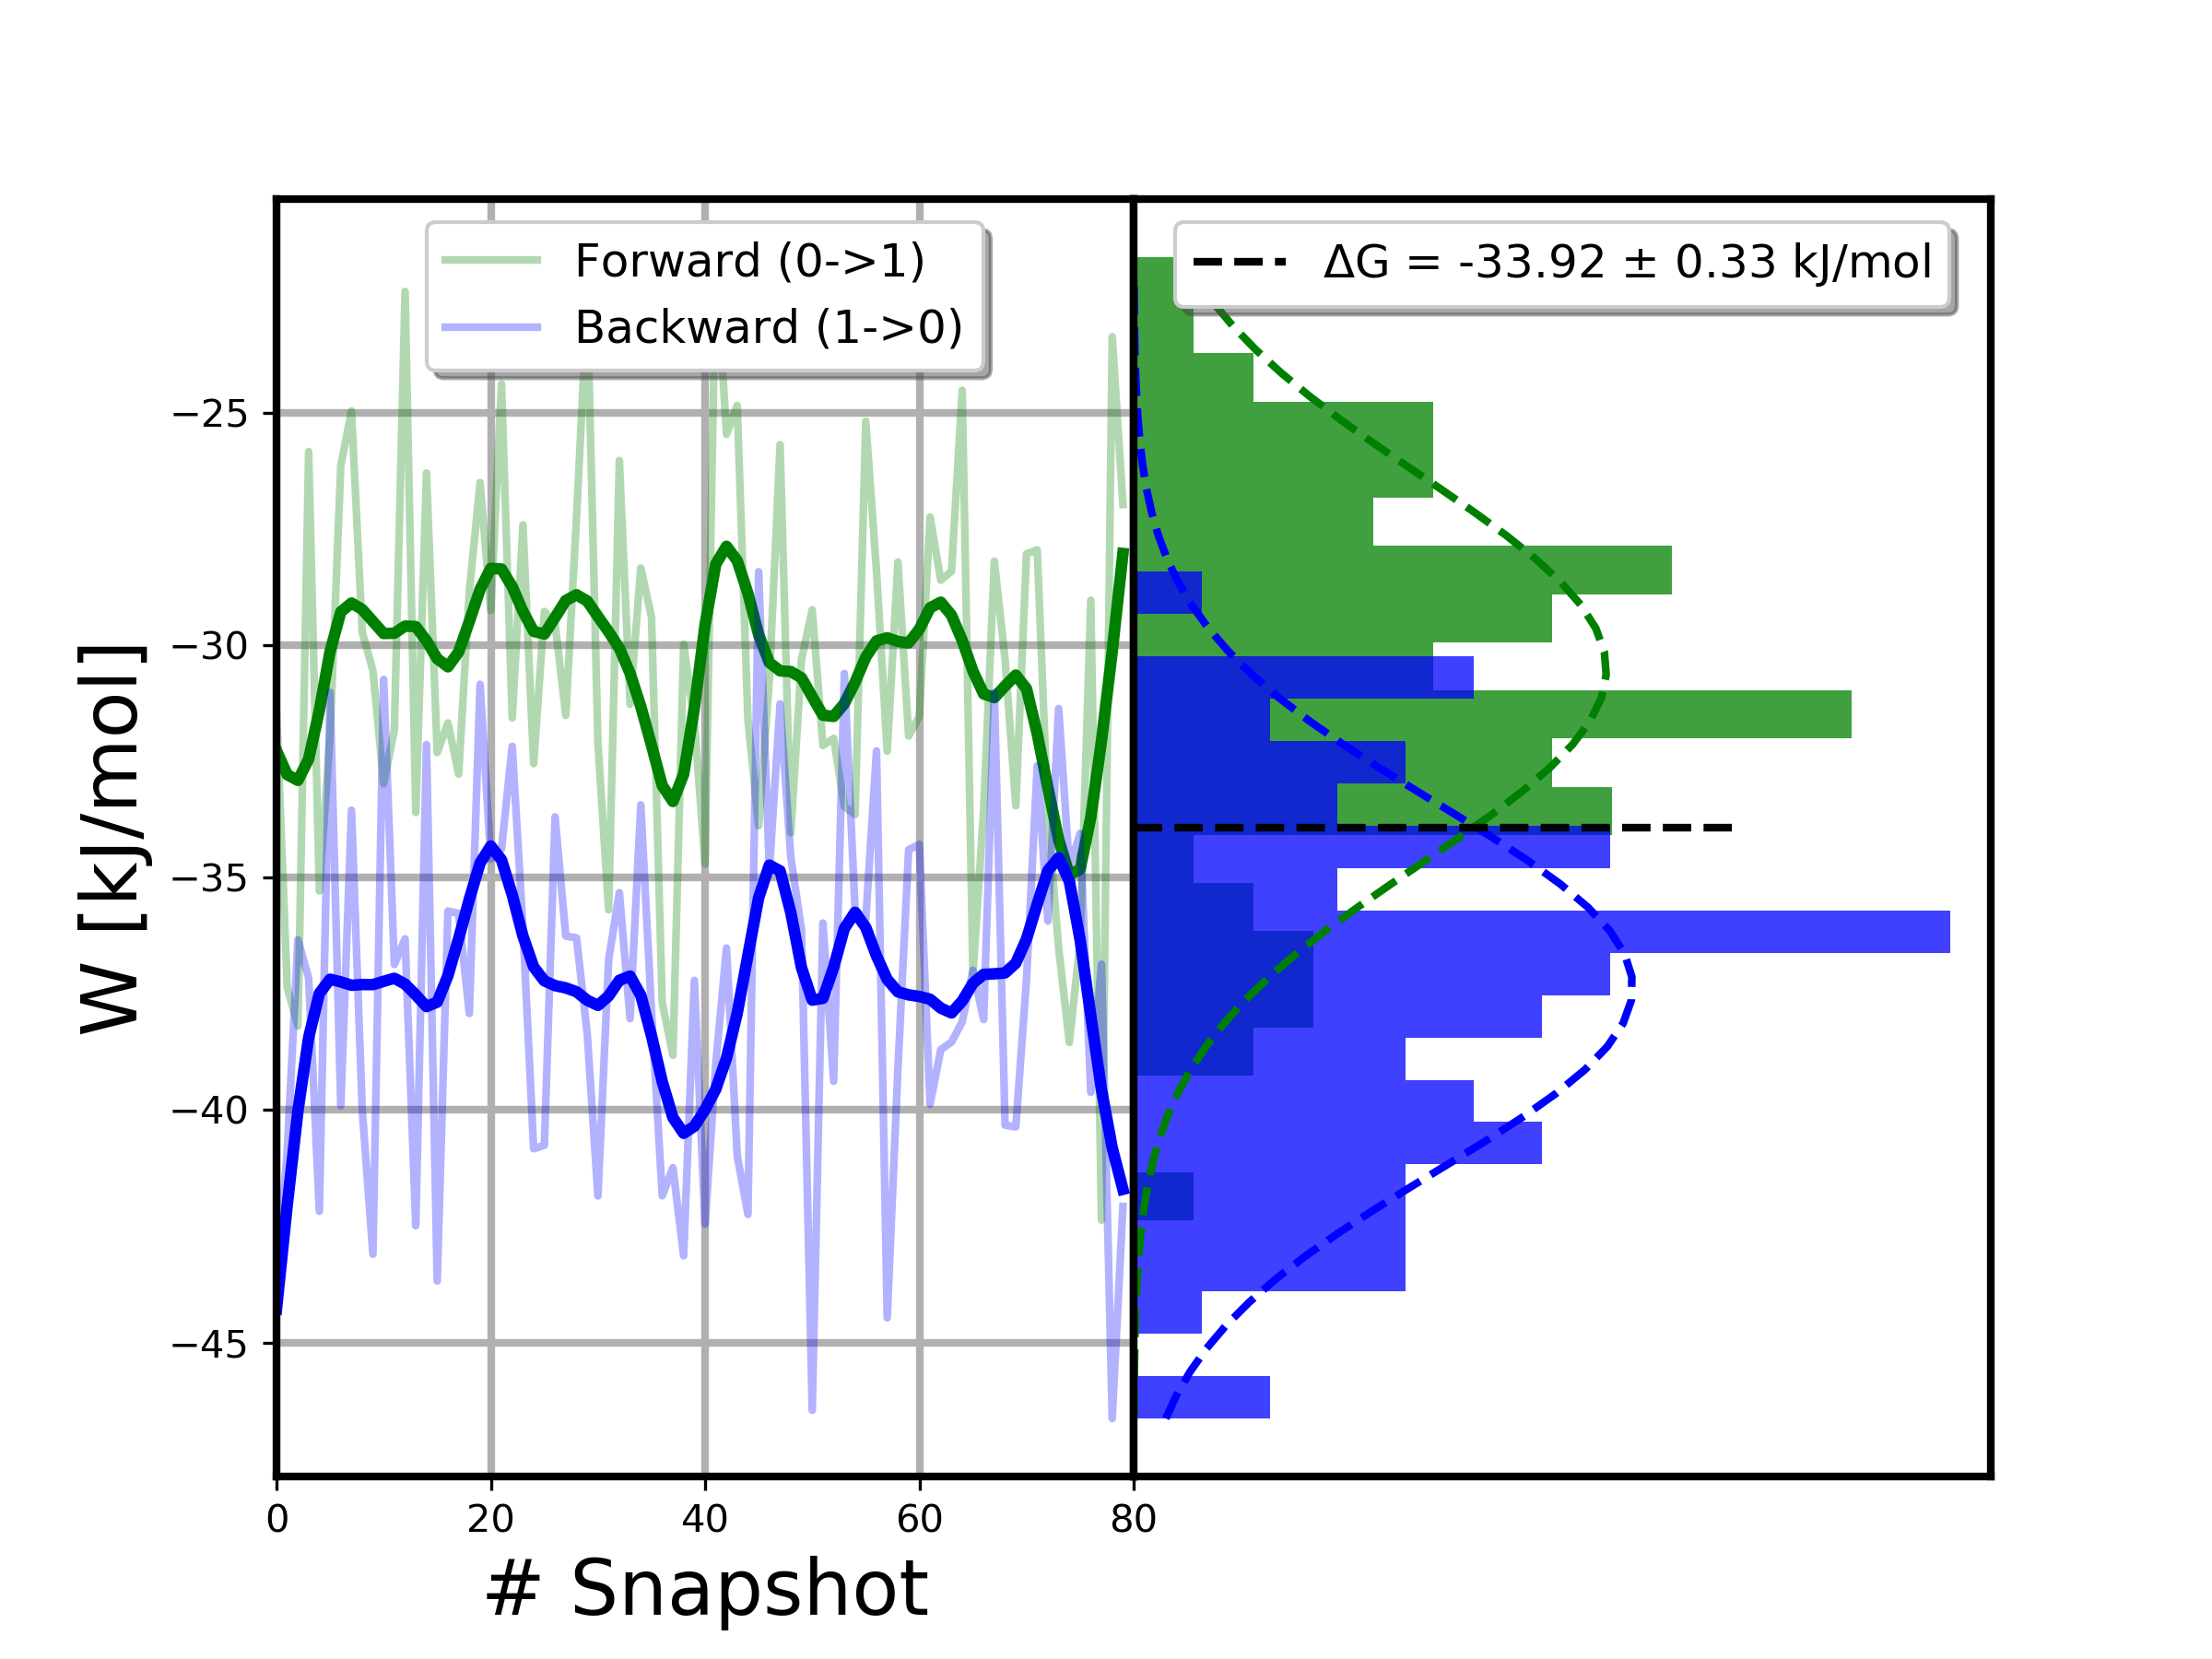 Forward (0->1)
Backward (1->0)
ΔG = -33.92 ± 0.33 kJ/mol
W [kJ/mol]
−25
−30
−35
−40
−45
0 20 40 60 80
# Snapshot